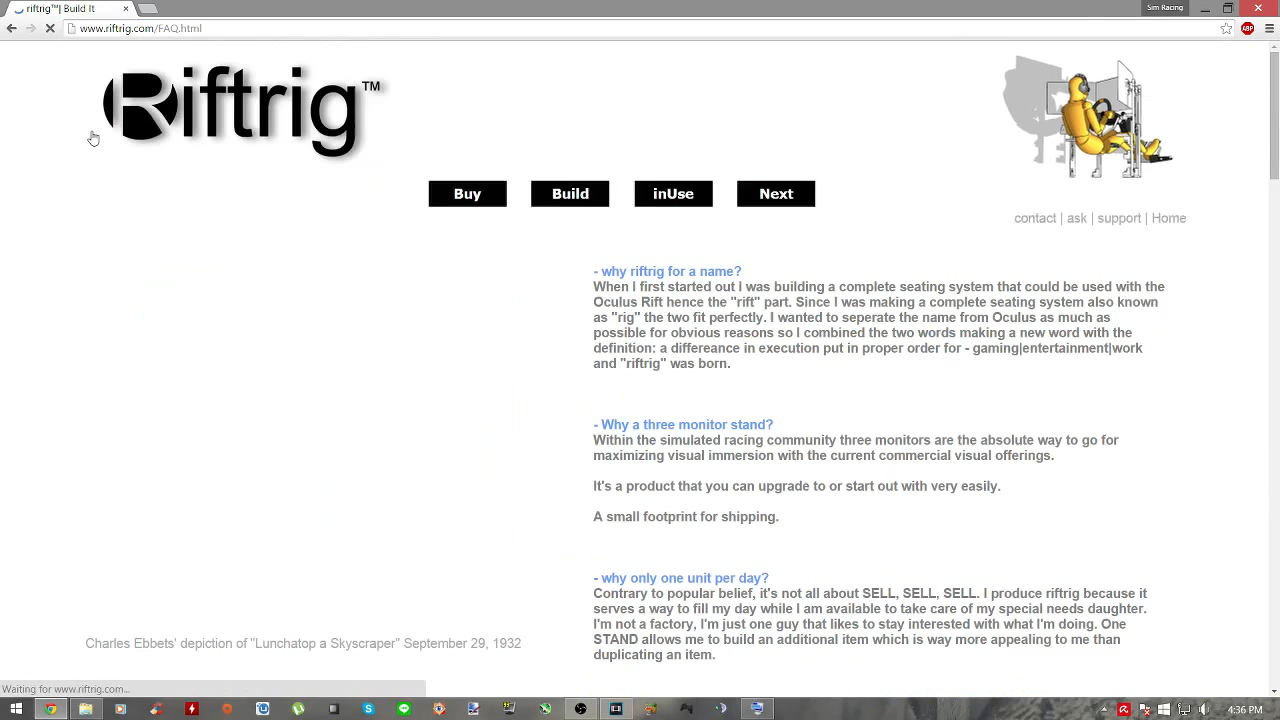 riftrig™| Build It
Sim Racing
www.riftrig.com/FAQ.html
ABP
Riftrig™
Buy
Build
inUse
Next
contact | ask | support | Home
- why riftrig for a name?
When I first started out I was building a complete seating system that could be used with the
Oculus Rift hence the "rift" part. Since I was making a complete seating system also known
as "rig" the two fit perfectly. I wanted to seperate the name from Oculus as much as
possible for obvious reasons so I combined the two words making a new word with the
definition: a differeance in execution put in proper order for - gaming|entertainment|work
and "riftrig" was born.
- Why a three monitor stand?
Within the simulated racing community three monitors are the absolute way to go for
maximizing visual immersion with the current commercial visual offerings.
It's a product that you can upgrade to or start out with very easily.
A small footprint for shipping.
- why only one unit per day?
Contrary to popular belief, it's not all about SELL, SELL, SELL. I produce riftrig because it
serves a way to fill my day while I am available to take care of my special needs daughter.
I'm not a factory, I'm just one guy that likes to stay interested with what I'm doing. One
STAND allows me to build an additional item which is way more appealing to me than
duplicating an item.
Charles Ebbets' depiction of "Lunchatop a Skyscraper" September 29, 1932
Waiting for www.riftrig.com...
4:36 PM